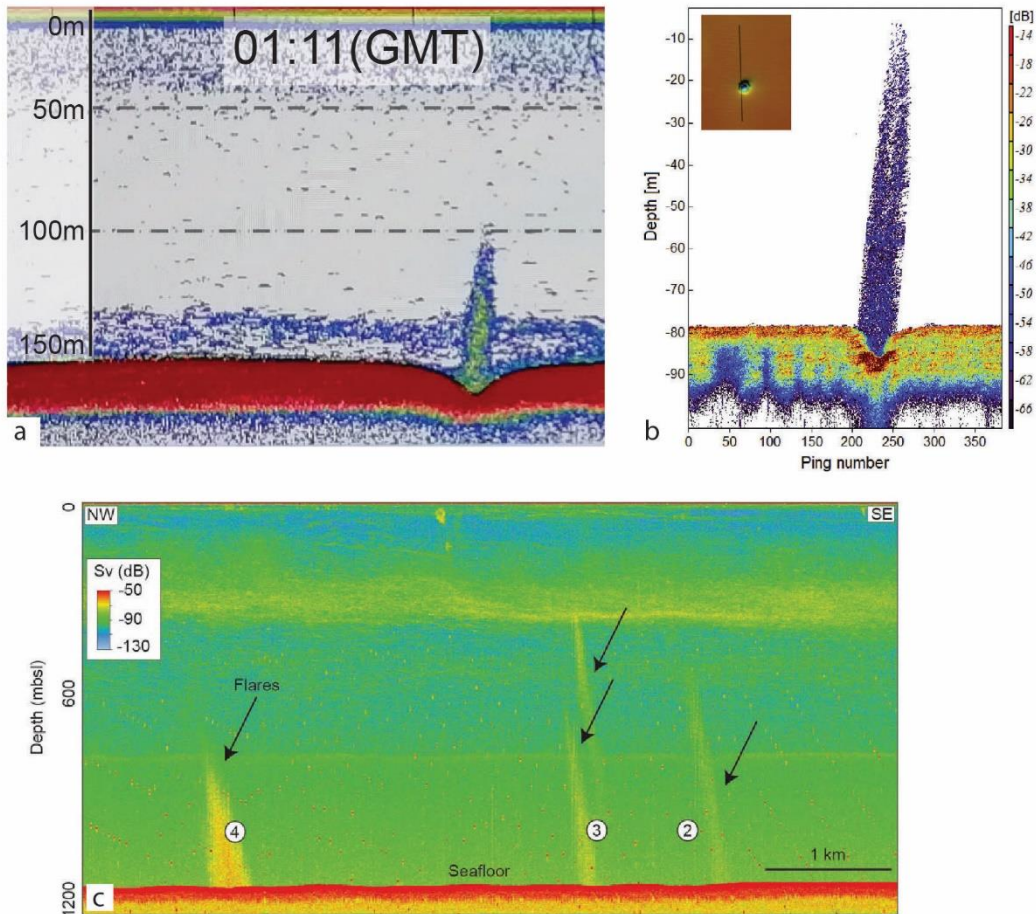 01:11(GMT)
0m
50m
100m
150m
a
[dB]
-10
-20
-30
-40
-50
-60
-70
-80
-90
Depth [m]
-14
-18
-22
-26
-30
-34
-38
-42
-46
-50
-54
-58
-62
-66
0 50 100 150 200 250 300 350
b
Ping number
0
NW
SE
Sv (dB)
-50
-90
-130
600
Depth (mbsl)
Flares
4
3
2
1 km
Seafloor
1200
c